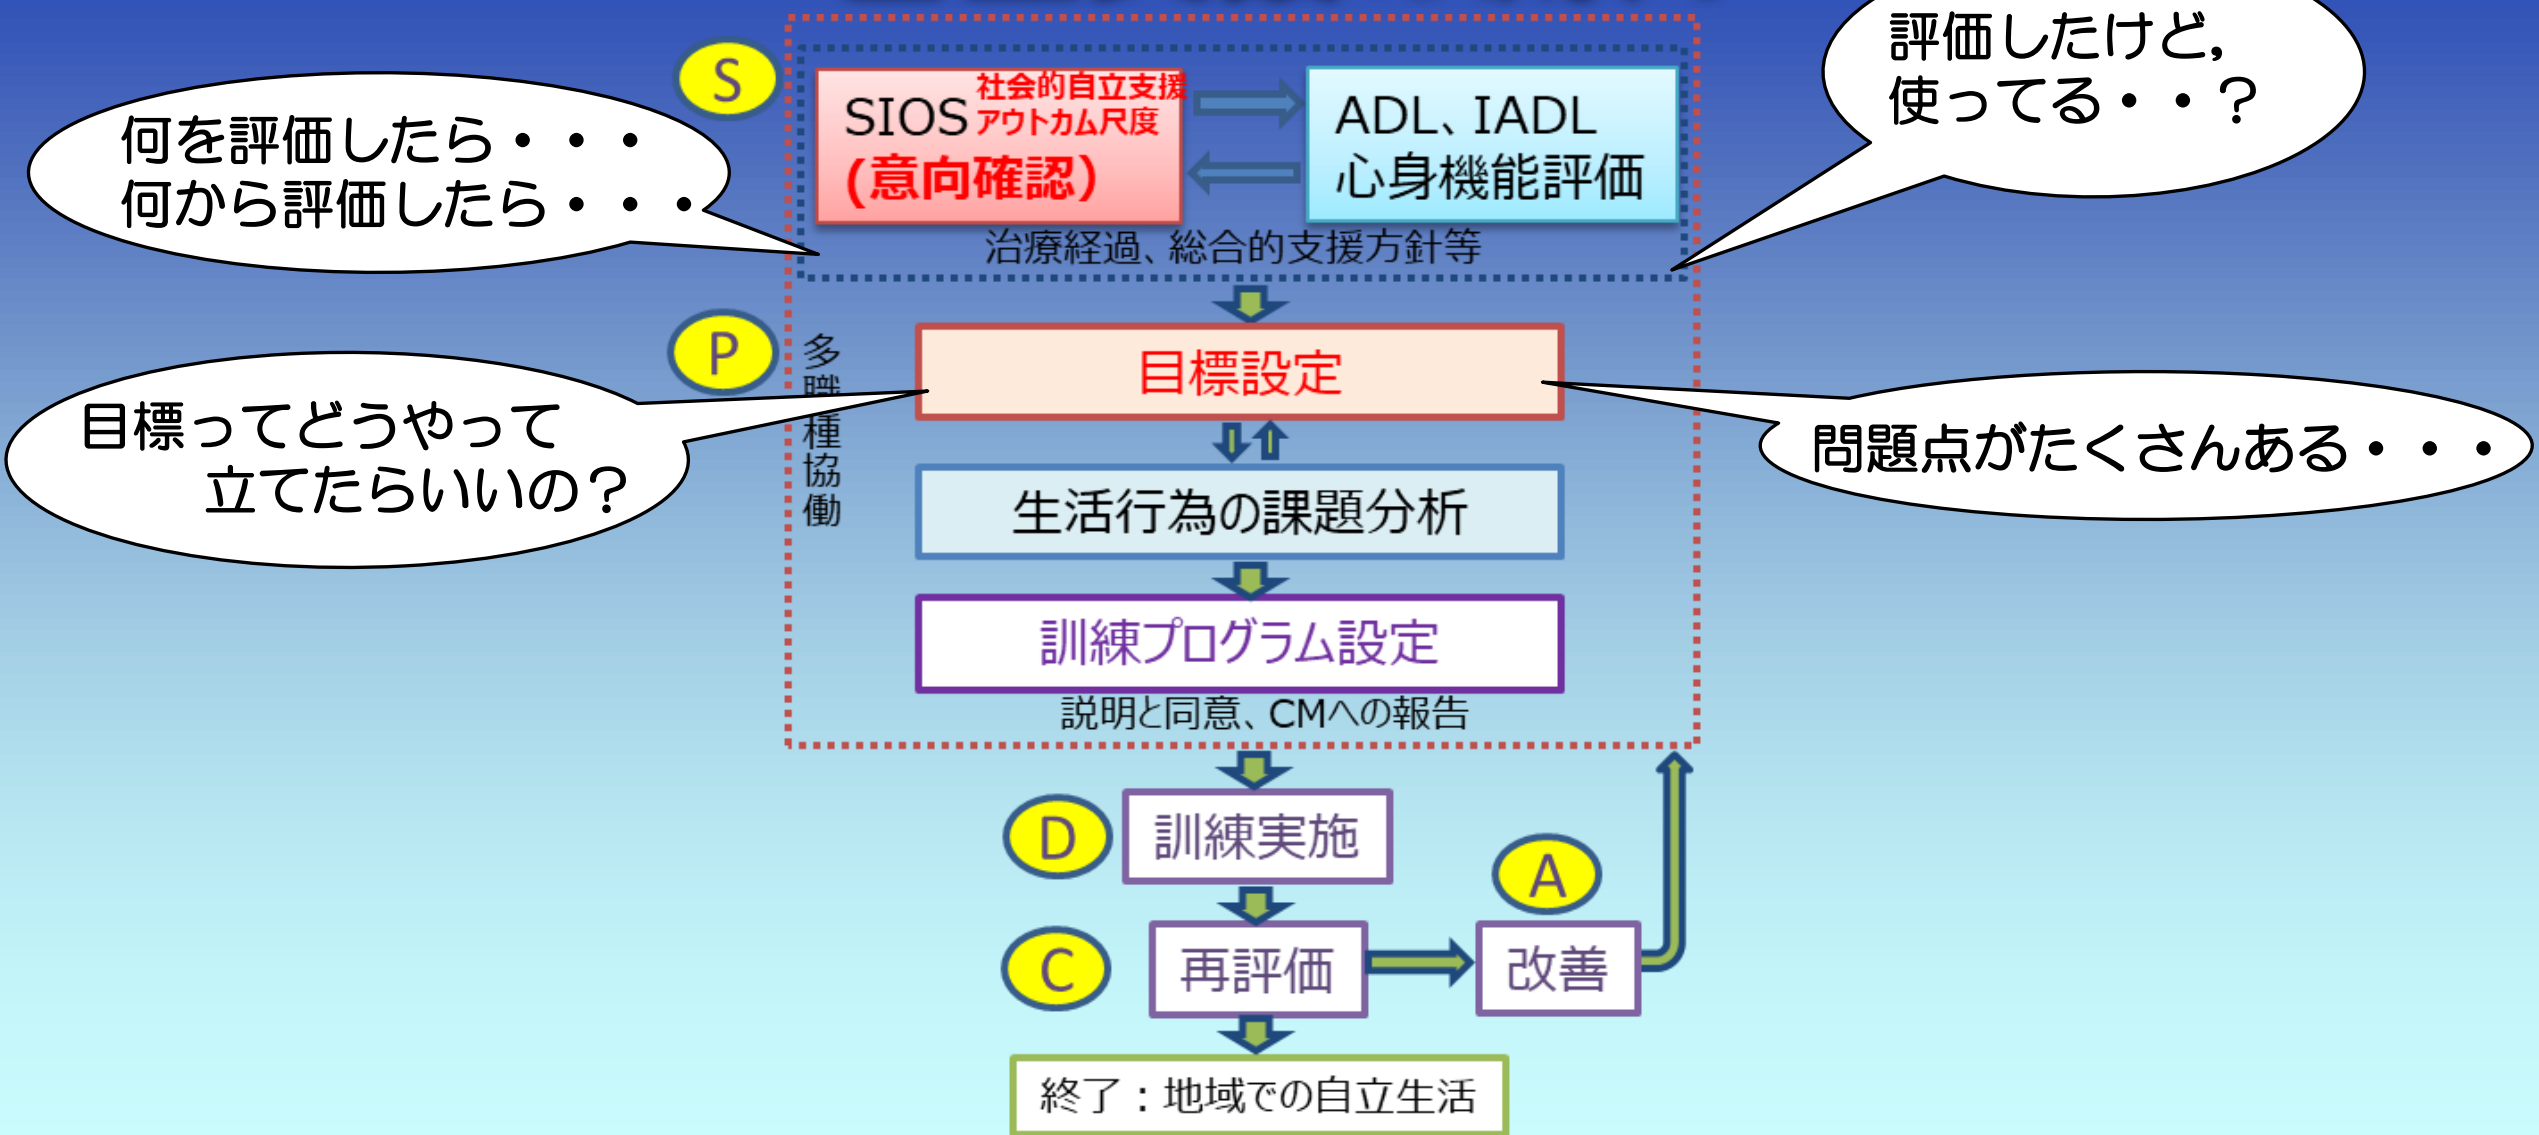 評価したけど,
使ってる・・？
S
SIOS 社会的自立支援
アウトカム尺度
(意向確認）
ADL、IADL
心身機能評価
何を評価したら・・・
何から評価したら・・・
治療経過、総合的支援方針等
P
多職種協働
目標設定
目標ってどうやって
立てたらいいの？
問題点がたくさんある・・・
生活行為の課題分析
訓練プログラム設定
説明と同意、CMへの報告
D
訓練実施
A
C
再評価
改善
終了：地域での自立生活